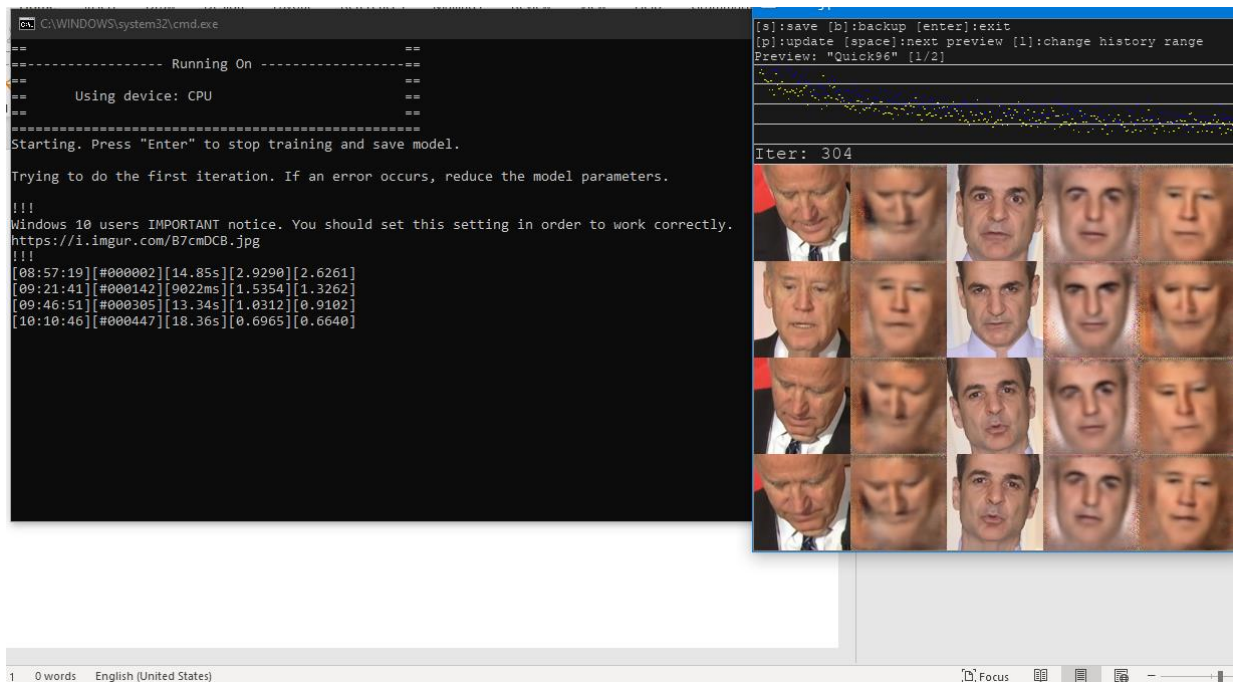 C:\WINDOWS\system32\cmd.exe
== ==
==----------------- Running On ------------------==
== ==
== Using device: CPU ==
== ==
===================================================
Starting. Press "Enter" to stop training and save model.
Trying to do the first iteration. If an error occurs, reduce the model parameters.
!!!
Windows 10 users IMPORTANT notice. You should set this setting in order to work correctly.
https://i.imgur.com/B7cmDCB.jpg
!!!
[08:57:19][#000002][14.85s][2.9290][2.6261]
[09:21:41][#000142][9022ms][1.5354][1.3262]
[09:46:51][#000305][13.34s][1.0312][0.9102]
[10:10:46][#000447][18.36s][0.6965][0.6640]
[s]:save [b]:backup [enter]:exit
[p]:update [space]:next preview [l]:change history range
Preview: "Quick96" [1/2]
Iter: 304
1 0 words English (United States) Focus